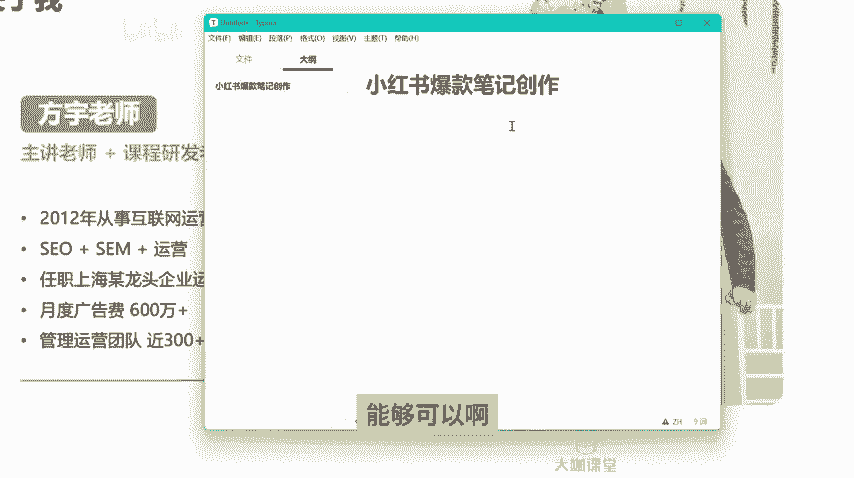 Typora
文件(F) 编辑(E) 段落(P) 格式(O) 视图(V) 主题(T) 帮助(H)
文件 大纲
小红书爆款笔记创作
小红书爆款笔记创作
方宇老师
主讲老师 + 课程研发
2012年从事互联网运营
SEO + SEM + 运营
任职上海某龙头企业运
月度广告费 600万+
管理运营团队 近300+
能够可以啊
9 词
大咖课堂